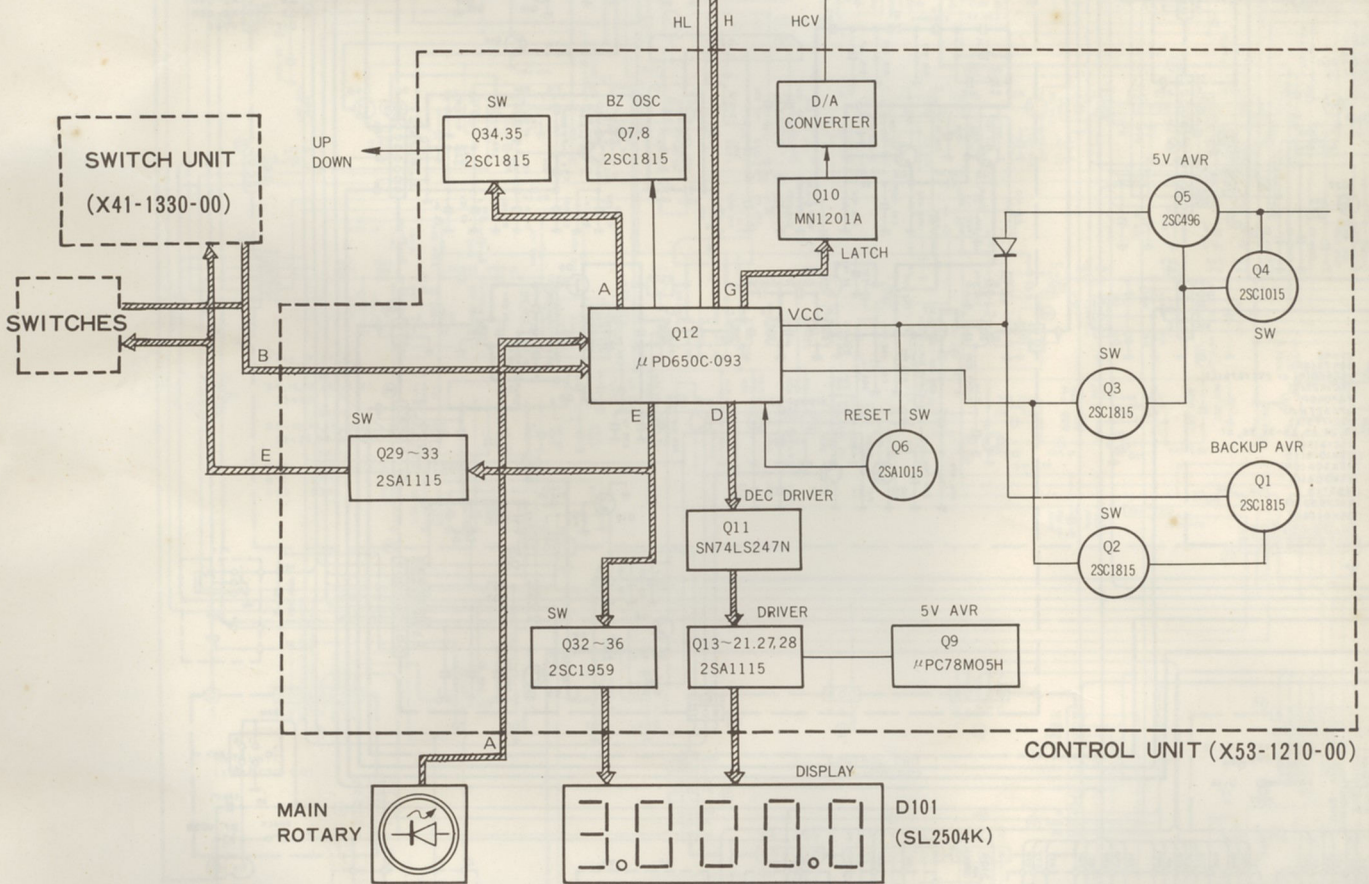 HL
H
HCV
SW
Q34,35
2SC1815
UP
DOWN
BZ OSC
Q7,8
2SC1815
D/A
CONVERTER
Q10
MN1201A
LATCH
SWITCH UNIT
(X41-1330-00)
SWITCHES
5V AVR
Q5
2SC496
Q4
2SC1015
SW
A
G
VCC
Q12
μPD650C·093
B
E
D
SW
Q3
2SC1815
RESET SW
Q6
2SA1015
BACKUP AVR
Q1
2SC1815
SW
Q2
2SC1815
E
SW
Q29~33
2SA1115
DEC DRIVER
Q11
SN74LS247N
SW
Q32~36
2SC1959
DRIVER
Q13~21.27,28
2SA1115
5V AVR
Q9
μPC78MO5H
A
CONTROL UNIT (X53-1210-00)
MAIN
ROTARY
DISPLAY
3.000.0
D101
(SL2504K)